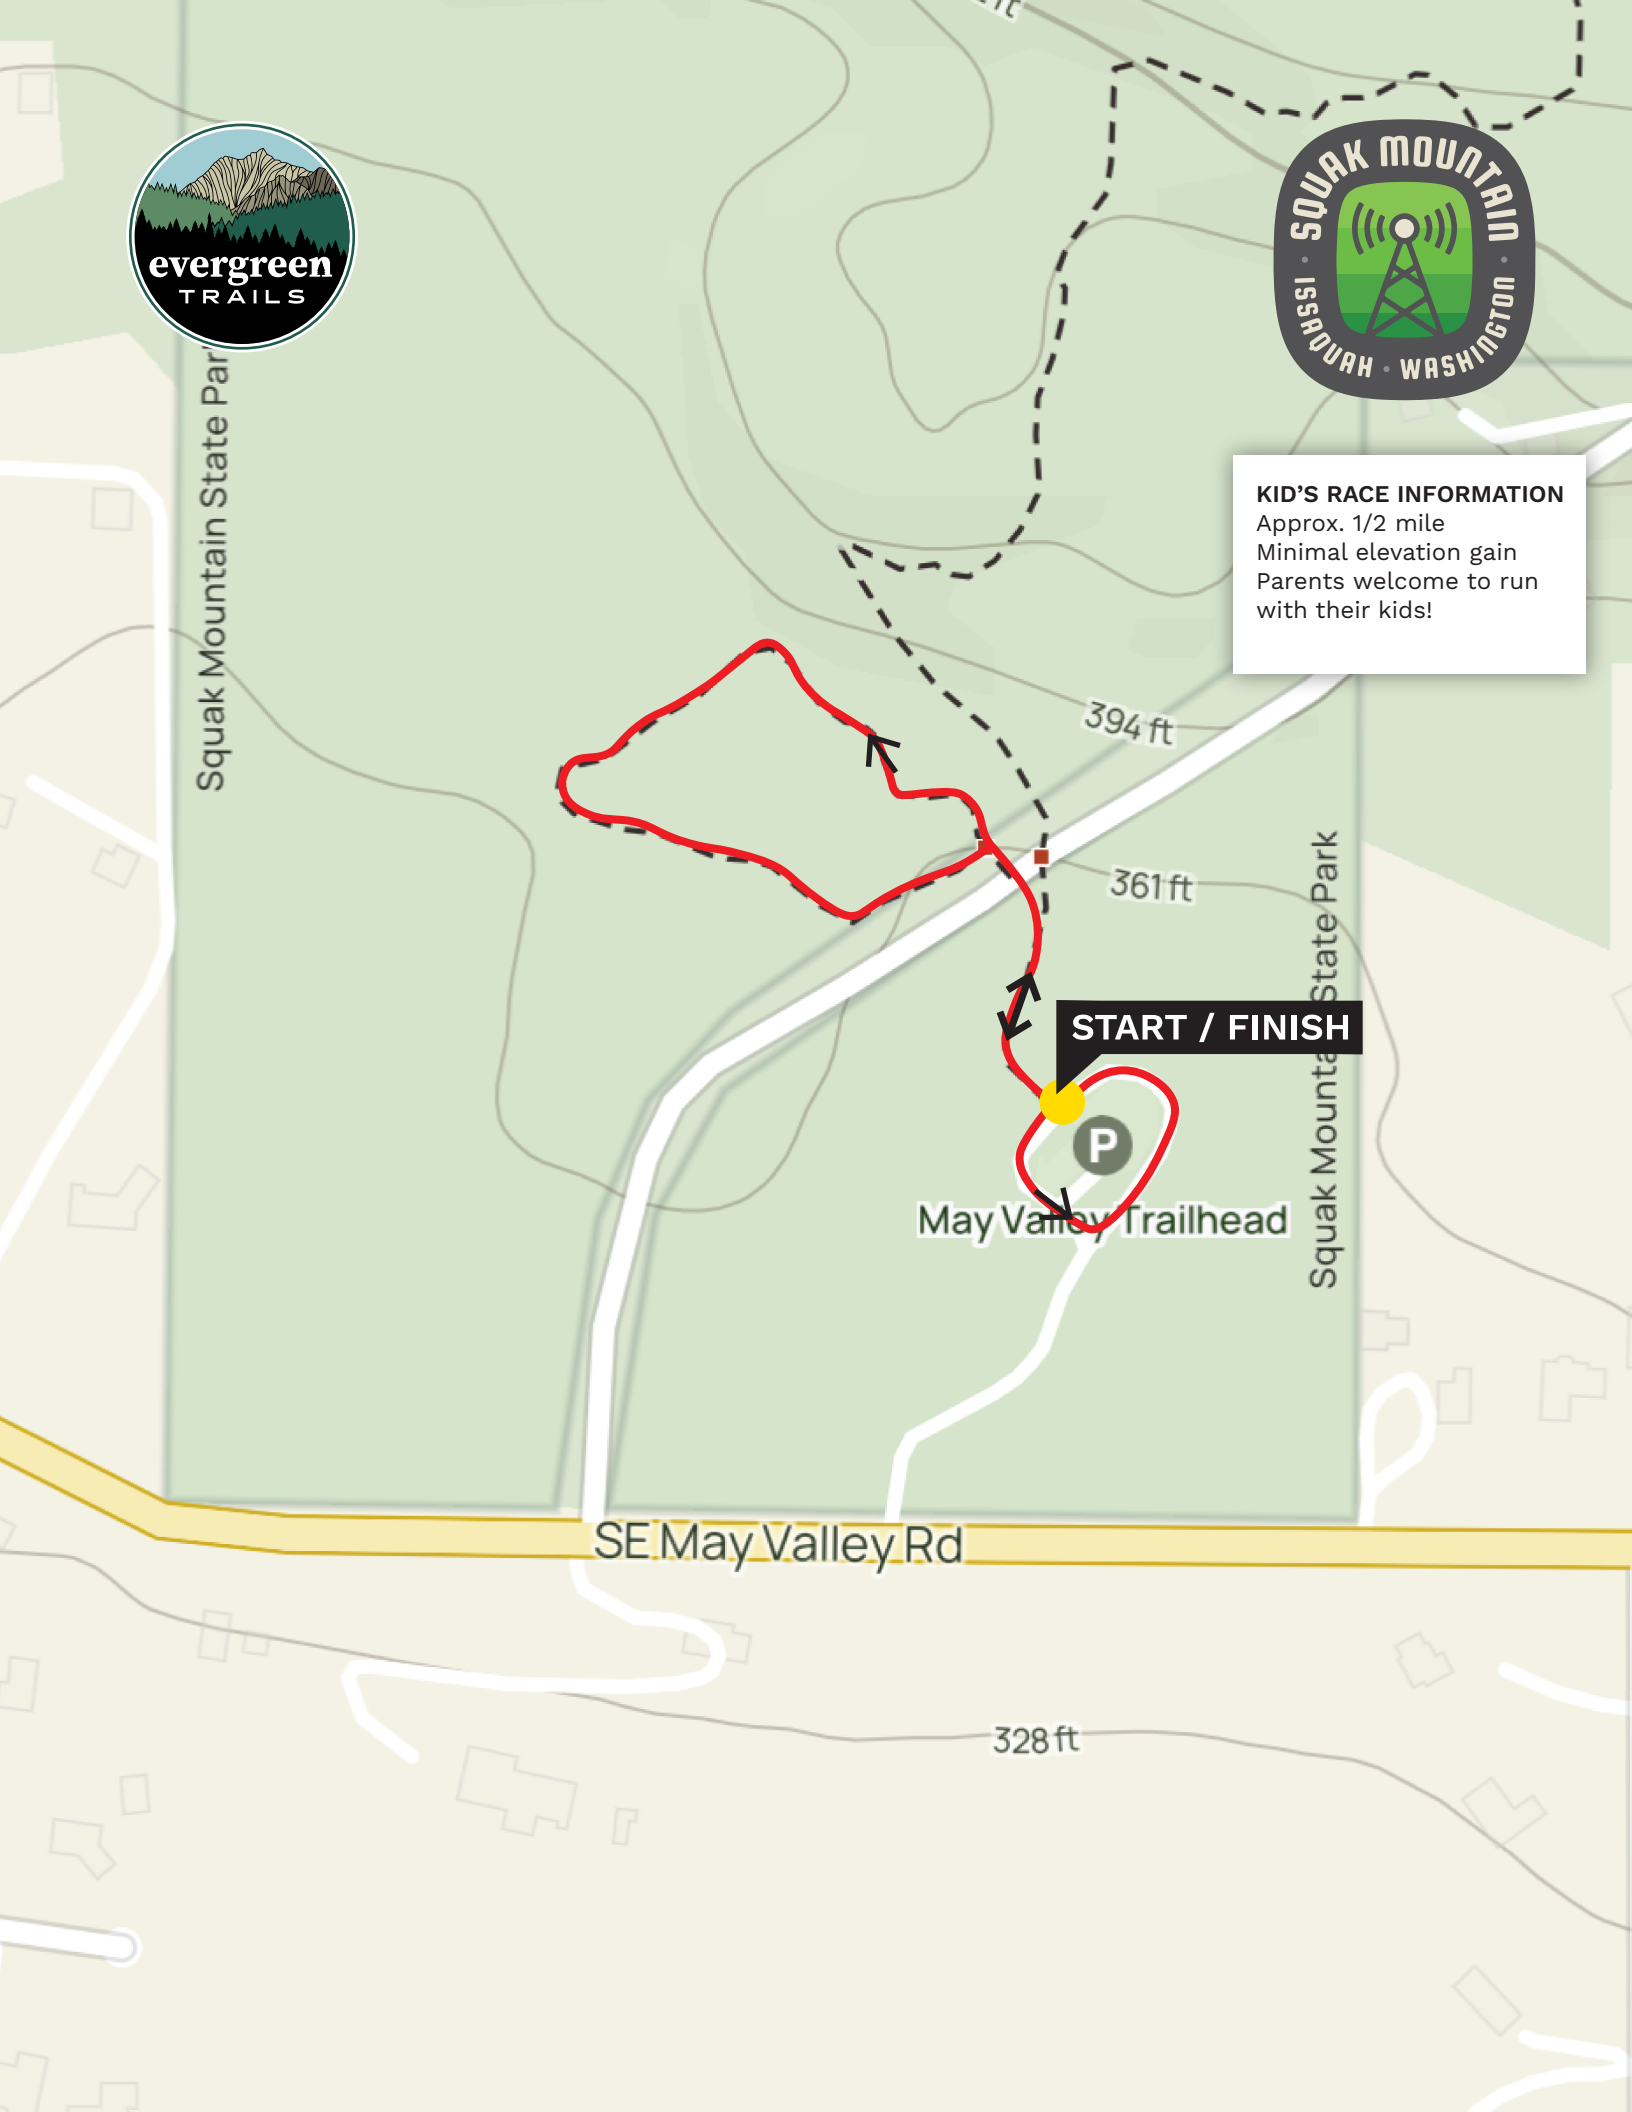 ft
SQUAK MOUNTAIN
ISSAQUAH · WASHINGTON
evergreen
TRAILS
Squak Mountain State Par
KID'S RACE INFORMATION
Approx. 1/2 mile
Minimal elevation gain
Parents welcome to run
with their kids!
394 ft
361 ft
START / FINISH
Squak Mountain State Park
P
May Valley Trailhead
SE May Valley Rd
328 ft